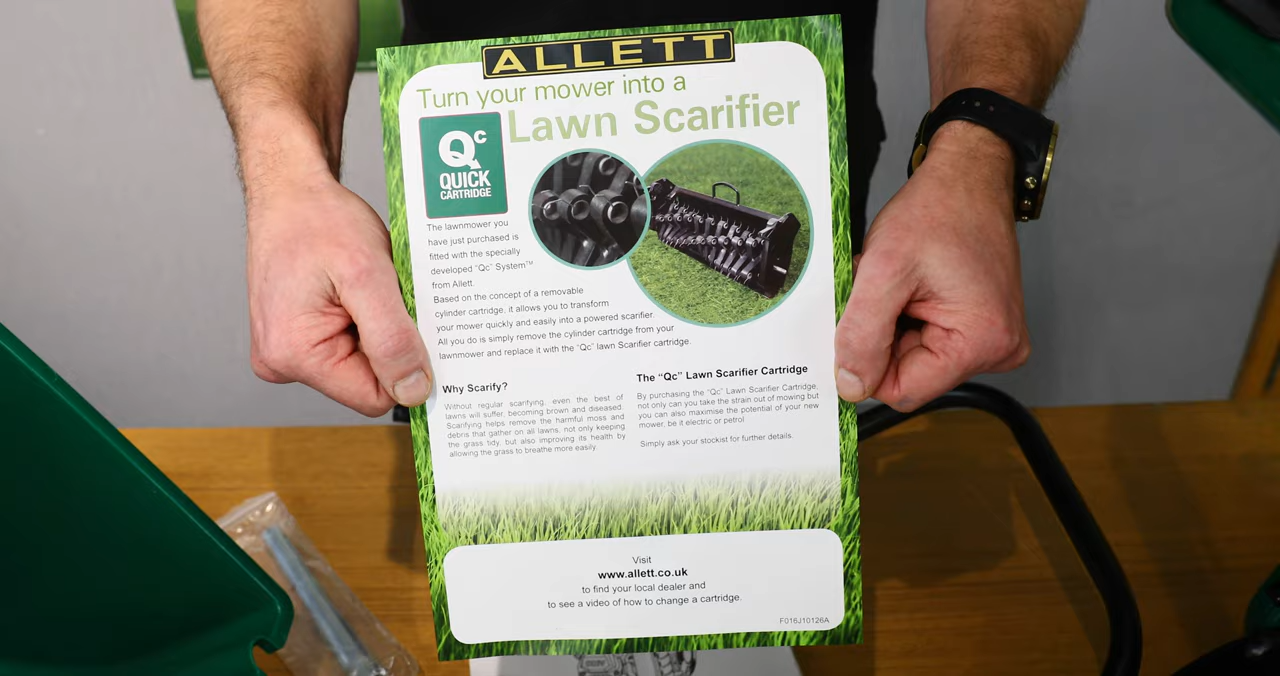 ALLETT
Turn your mower into a
Lawn Scarifier
Qc
QUICK
CARTRIDGE
The lawnmower you
have just purchased is
fitted with the specially
developed "Qc" System™
from Allett.
Based on the concept of a removable
cylinder cartridge, it allows you to transform
your mower quickly and easily into a powered scarifier.
All you do is simply remove the cylinder cartridge from your
lawnmower and replace it with the "Qc" lawn Scarifier cartridge.
Why Scarify?
Without regular scarifying, even the best of
lawns will suffer, becoming brown and diseased.
Scarifying helps remove the harmful moss and
debris that gather on all lawns, not only keeping
the grass tidy, but also improving its health by
allowing the grass to breathe more easily.
The "Qc" Lawn Scarifier Cartridge
By purchasing the "Qc" Lawn Scarifier Cartridge,
not only can you take the strain out of mowing but
you can also maximise the potential of your new
mower, be it electric or petrol
Simply ask your stockist for further details.
Visit
www.allett.co.uk
to find your local dealer and
to see a video of how to change a cartridge.
F016J10126A